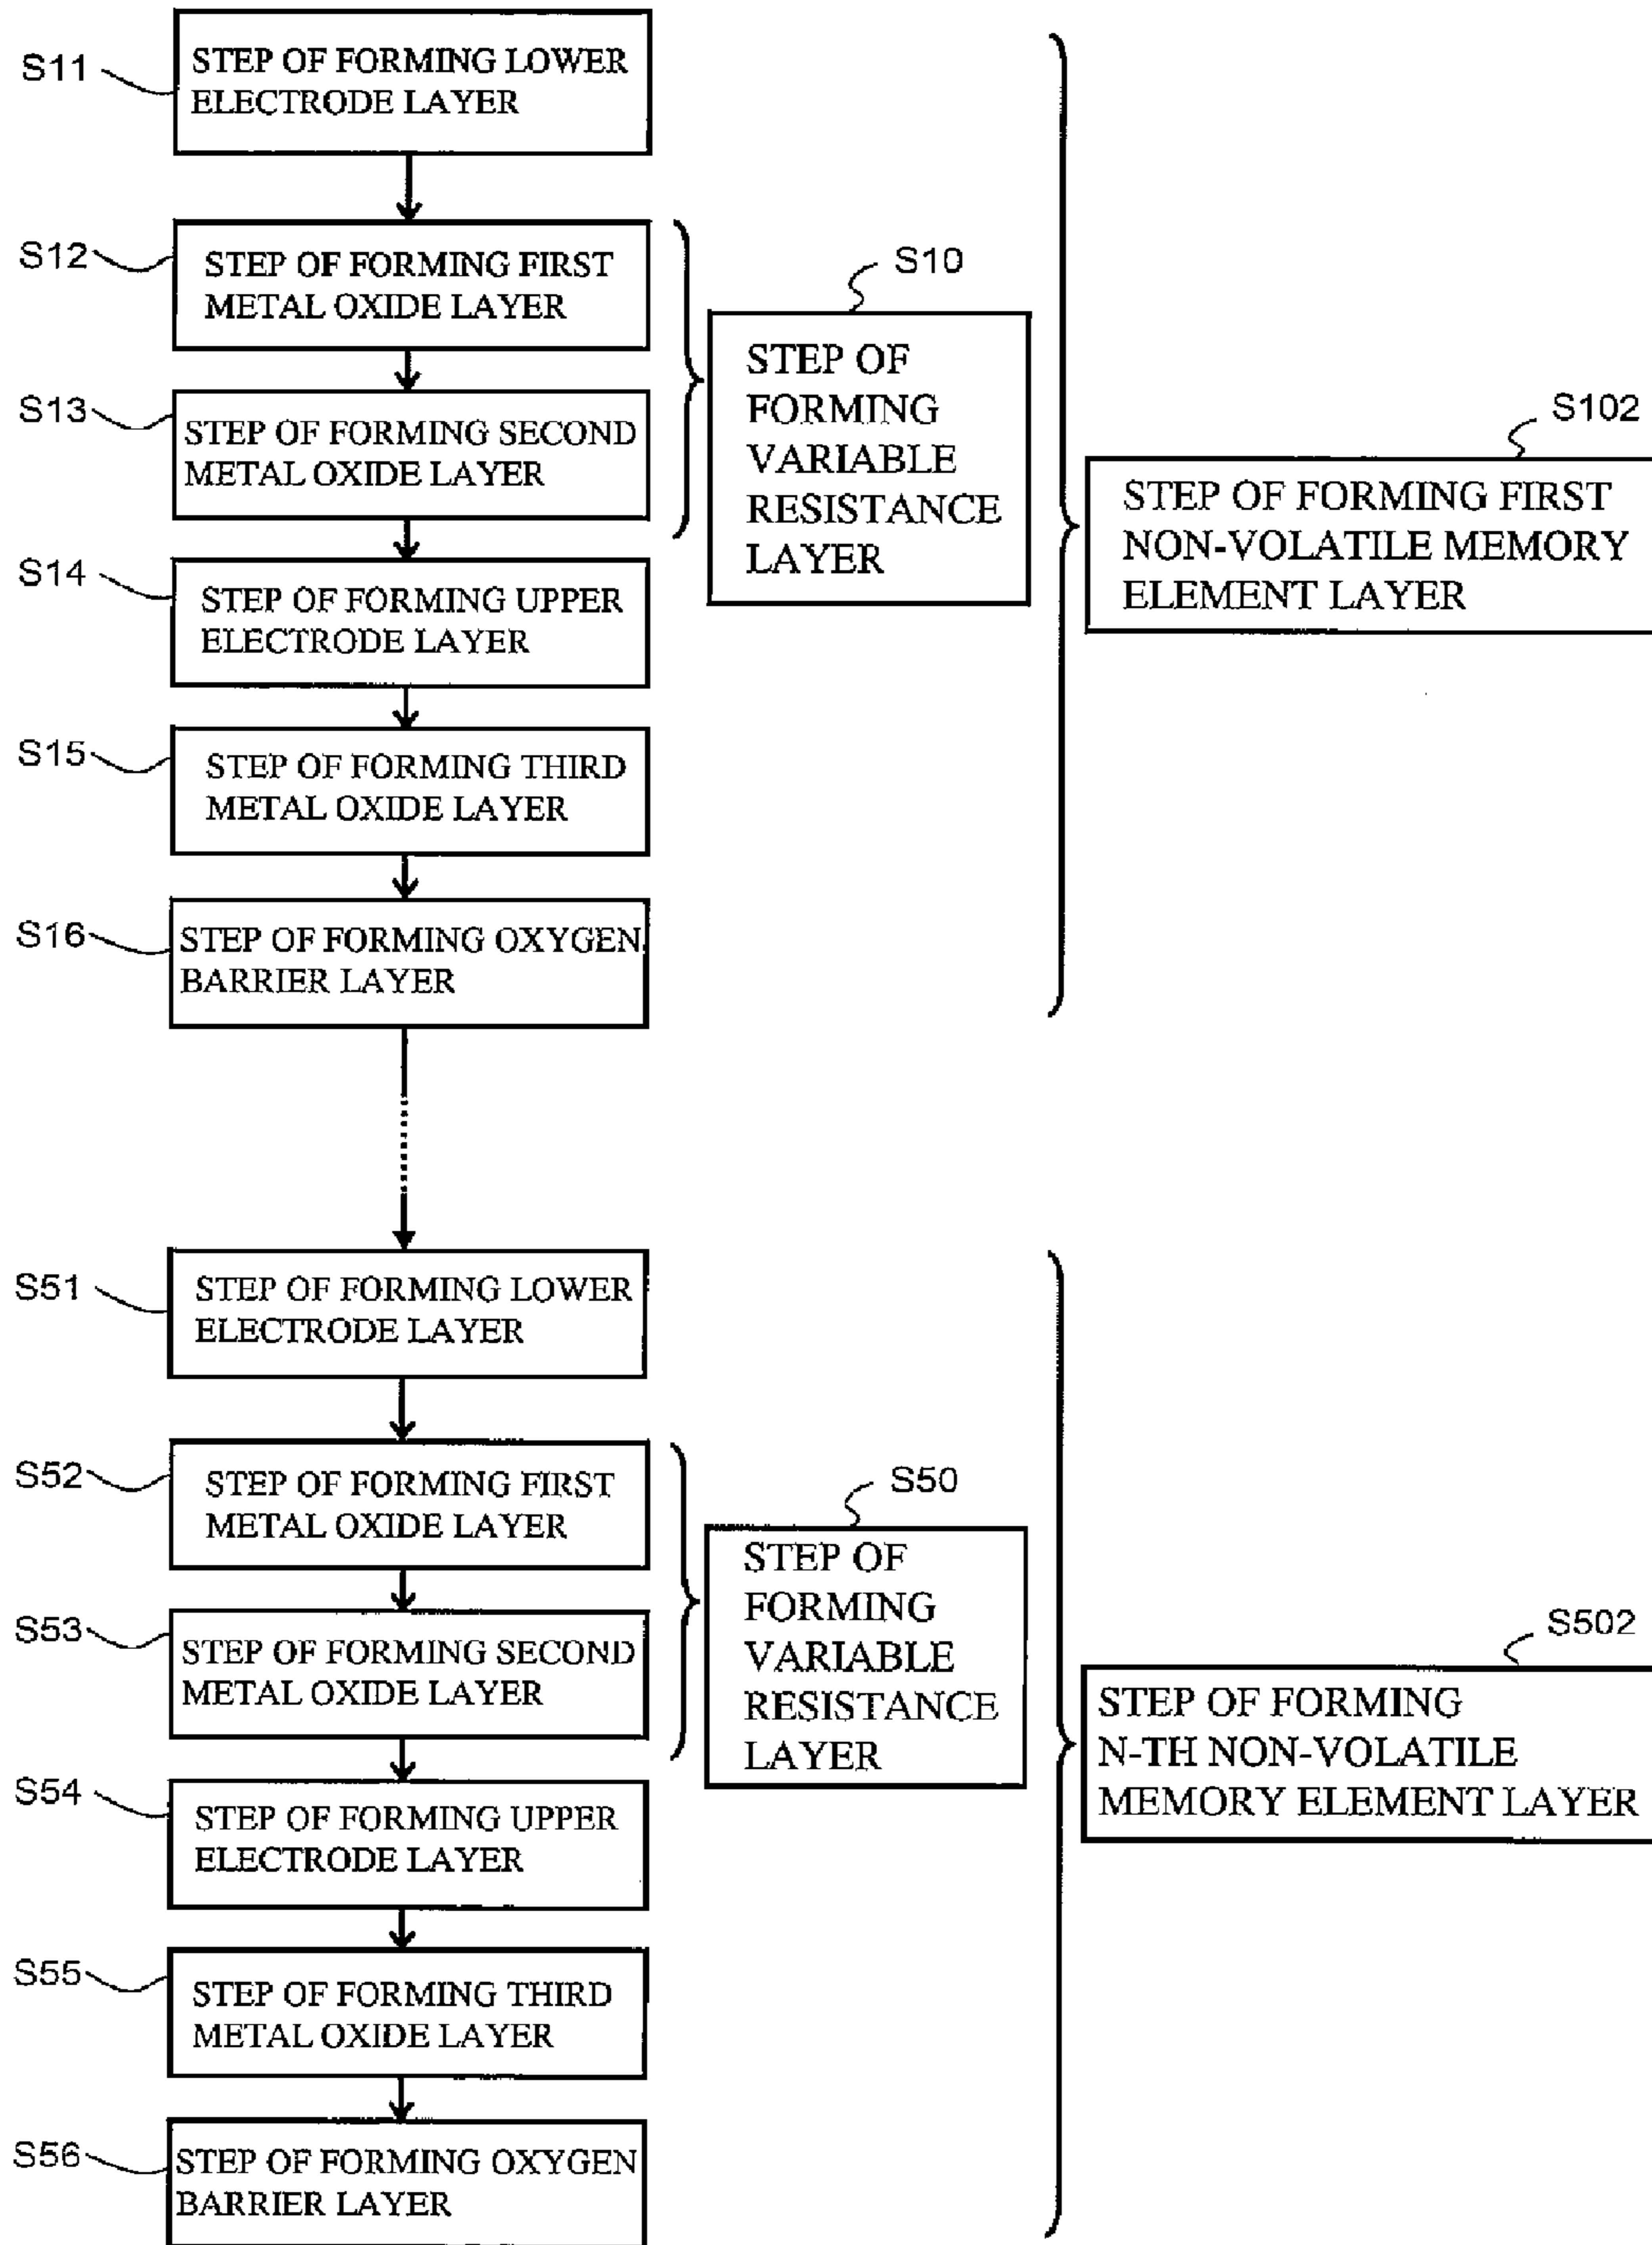 S11
STEP OF FORMING LOWER
ELECTRODE LAYER
S12
STEP OF FORMING FIRST
METAL OXIDE LAYER
S13
STEP OF FORMING SECOND
METAL OXIDE LAYER
S10
STEP OF
FORMING
VARIABLE
RESISTANCE
LAYER
S14
STEP OF FORMING UPPER
ELECTRODE LAYER
S15
STEP OF FORMING THIRD
METAL OXIDE LAYER
S16
STEP OF FORMING OXYGEN
BARRIER LAYER
S102
STEP OF FORMING FIRST
NON-VOLATILE MEMORY
ELEMENT LAYER
S51
STEP OF FORMING LOWER
ELECTRODE LAYER
S52
STEP OF FORMING FIRST
METAL OXIDE LAYER
S53
STEP OF FORMING SECOND
METAL OXIDE LAYER
S50
STEP OF
FORMING
VARIABLE
RESISTANCE
LAYER
S54
STEP OF FORMING UPPER
ELECTRODE LAYER
S55
STEP OF FORMING THIRD
METAL OXIDE LAYER
S56
STEP OF FORMING OXYGEN
BARRIER LAYER
S502
STEP OF FORMING
N-TH NON-VOLATILE
MEMORY ELEMENT LAYER